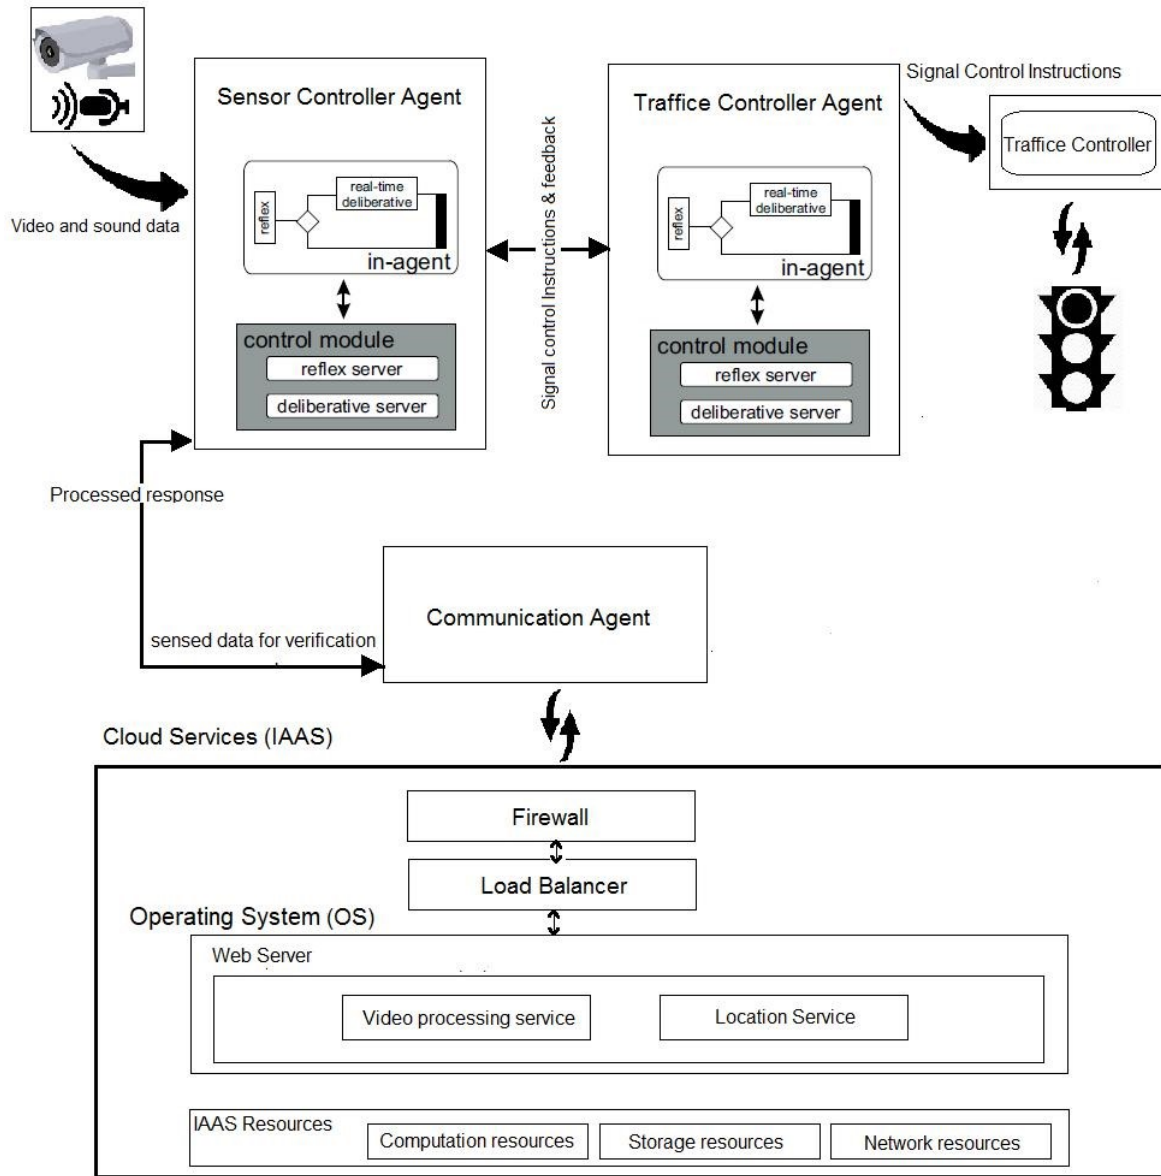 Video and sound data
Sensor Controller Agent
reflex
real-time
deliberative
in-agent
control module
reflex server
deliberative server
Signal control Instructions & feedback
Traffice Controller Agent
reflex
real-time
deliberative
in-agent
control module
reflex server
deliberative server
Signal Control Instructions
Traffice Controller
Processed response
sensed data for verification
Communication Agent
Cloud Services (IAAS)
Firewall
Load Balancer
Operating System (OS)
Web Server
Video processing service
Location Service
IAAS Resources
Computation resources
Storage resources
Network resources